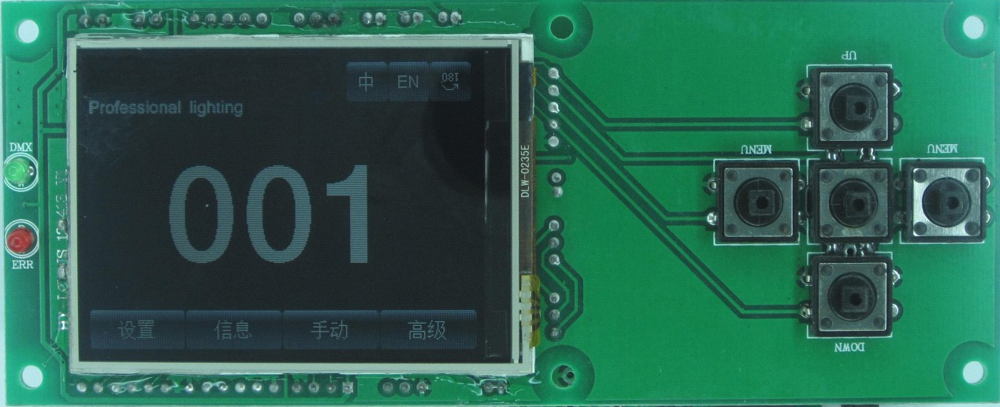 中 EN 180
Professional lighting
001
设置 信息 手动 高级
DMX
ERR
DLW-0235E
UP
MENU
MENU
DOWN